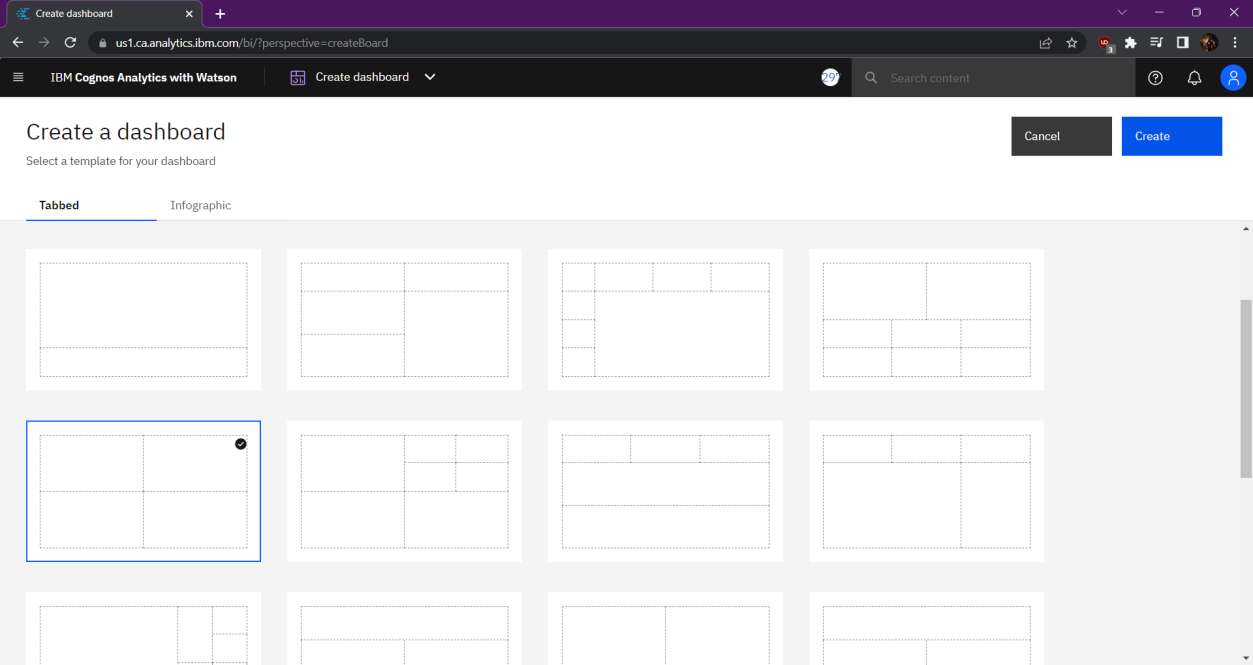 Create dashboard
us1.ca.analytics.ibm.com/bi/?perspective=createBoard
3
IBM Cognos Analytics with Watson
Create dashboard
29?
Search content
Create a dashboard
Cancel
Create
Select a template for your dashboard
Tabbed
Infographic